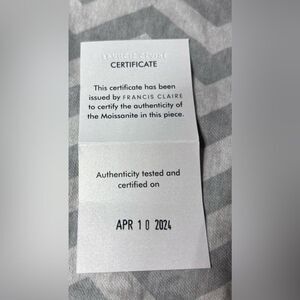 CERTIFICATE
This certificate has been
issued by FRANCIS CLAIRE
to certify the authenticity of
the Moissanite in this piece.
Authenticity tested and
certified on
APR 10 2024